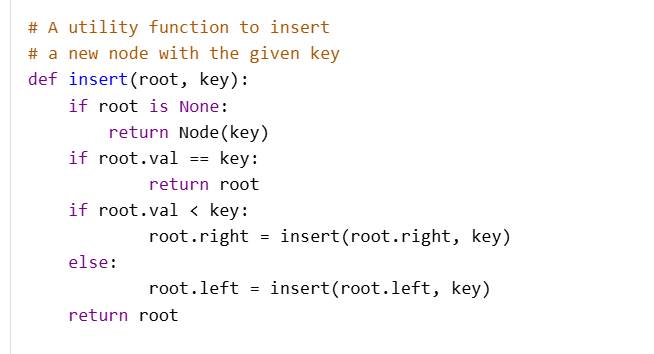 # A utility function to insert
# a new node with the given key
def insert(root, key):
    if root is None:
        return Node(key)
    if root.val == key:
            return root
    if root.val < key:
            root.right = insert(root.right, key)
    else:
            root.left = insert(root.left, key)
    return root